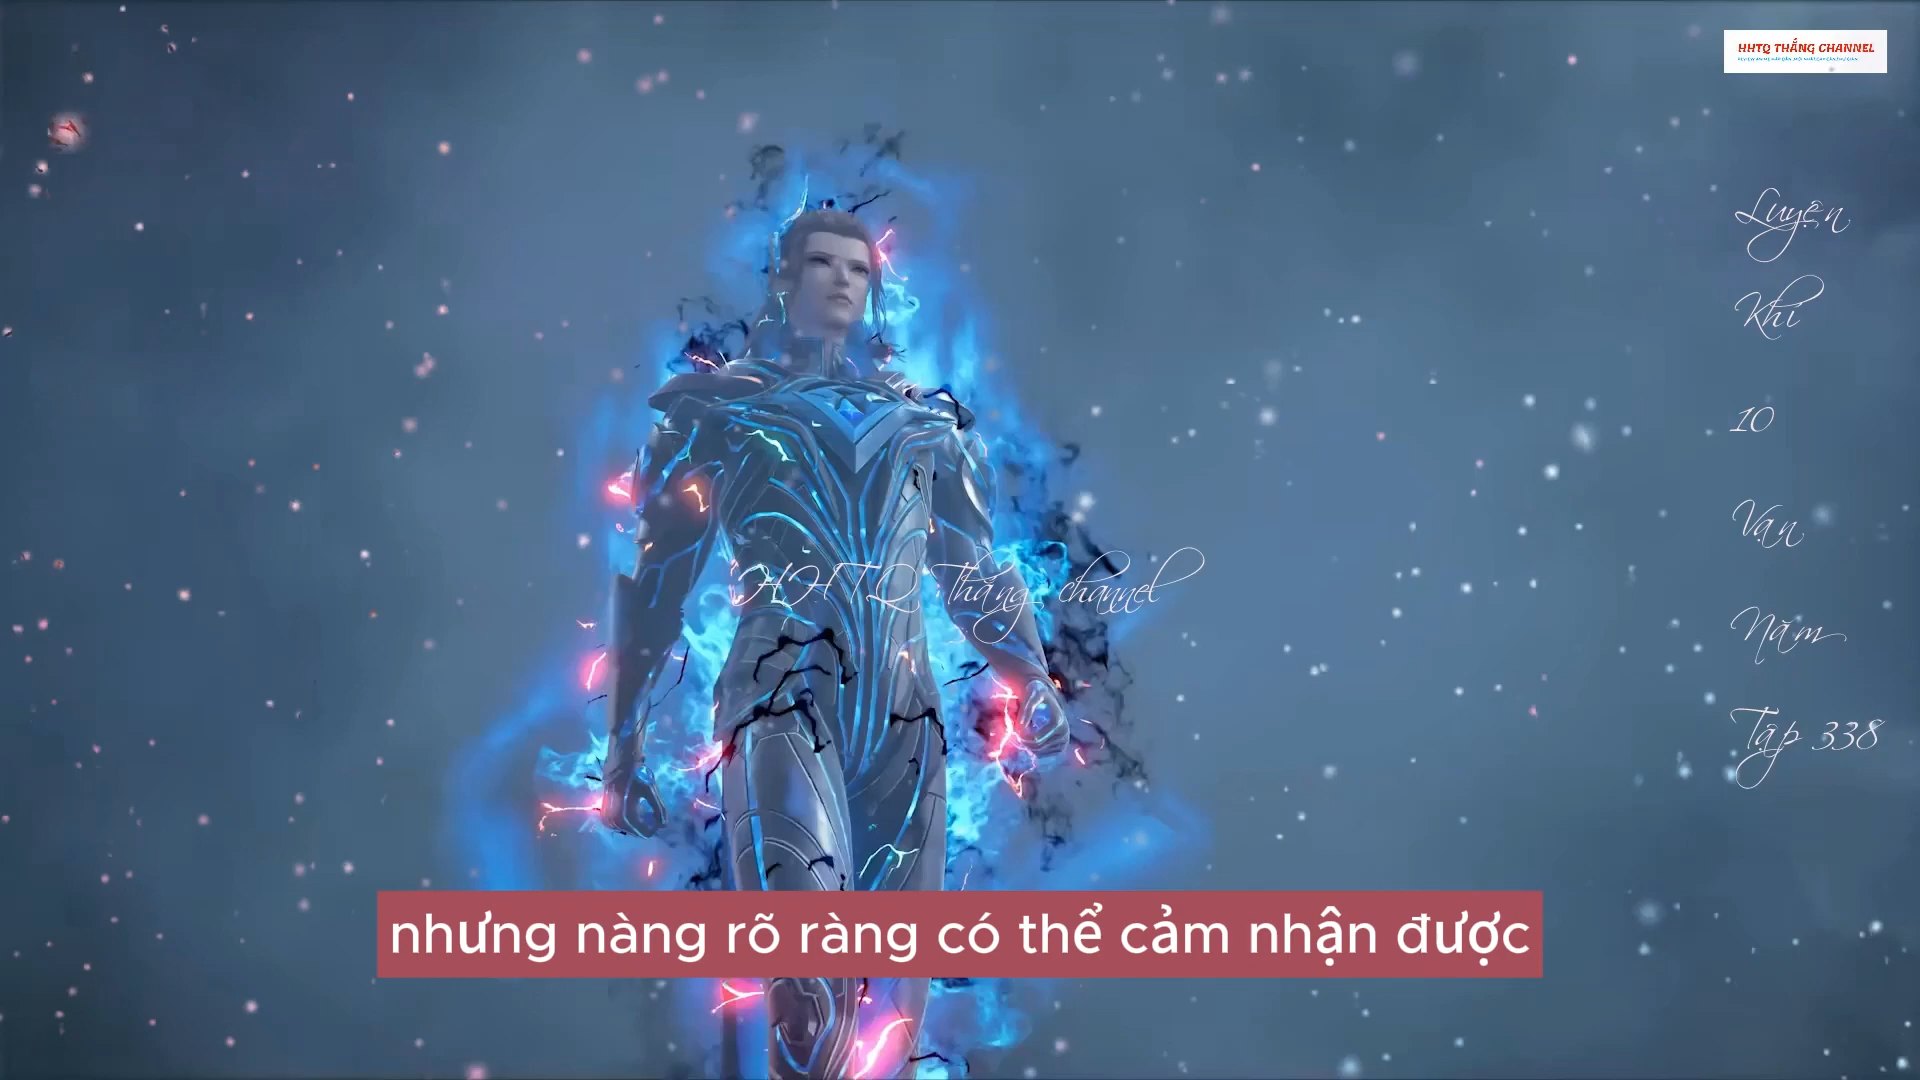 HHTQ THẮNG CHANNEL
Luyện
Khí
10
Vạn
Năm
Tập 338
HHTQ Thắng channel
nhưng nàng rõ ràng có thể cảm nhận được